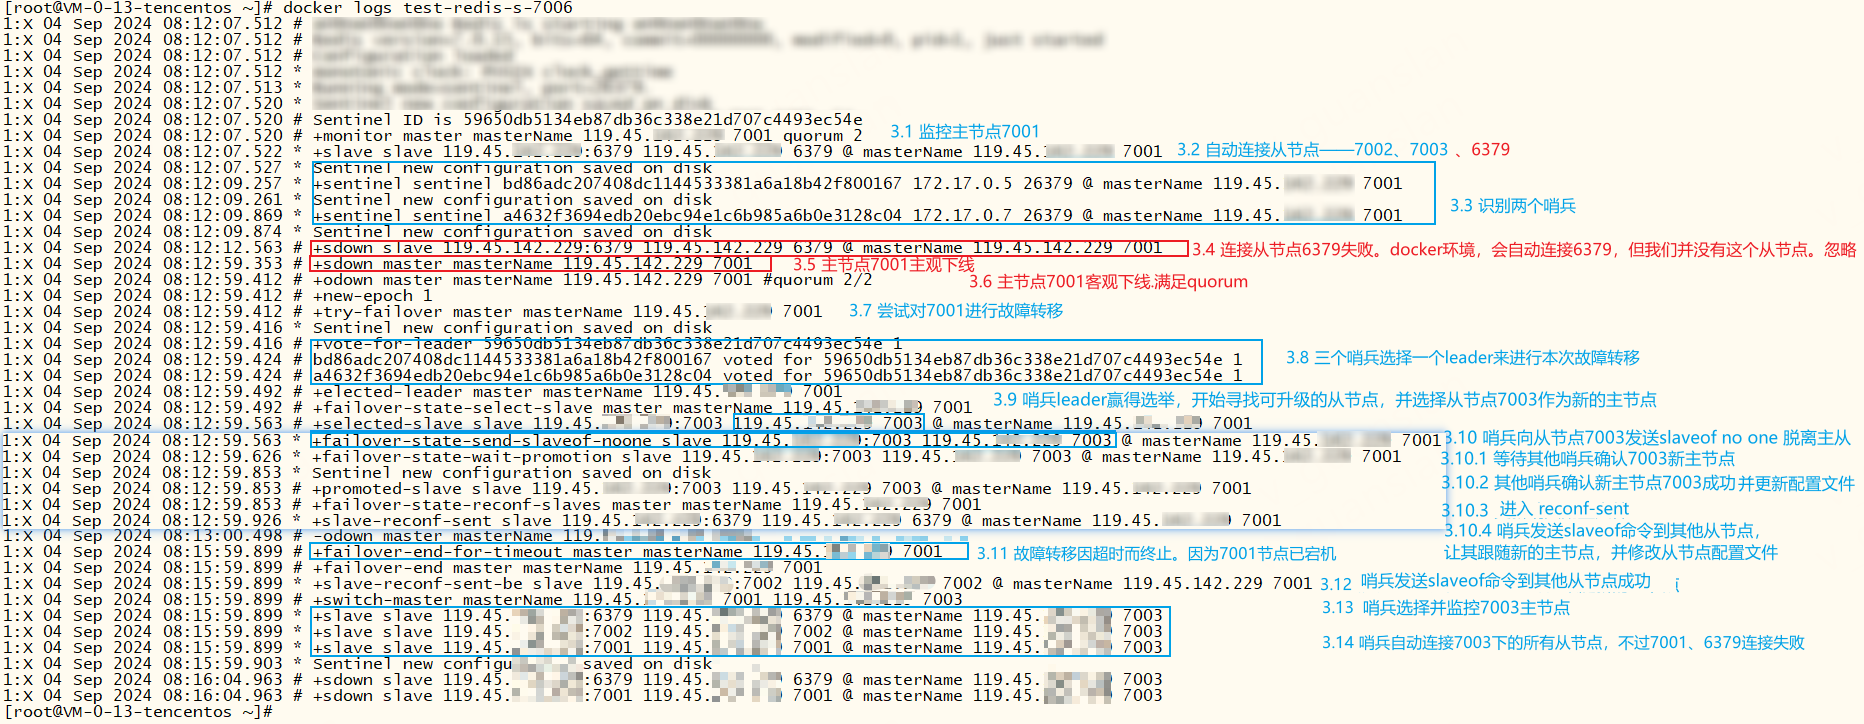 [root@VM-0-13-tencentos ~]# docker logs test-redis-s-7006
1:X 04 Sep 2024 08:12:07.512 #
1:X 04 Sep 2024 08:12:07.512 #
1:X 04 Sep 2024 08:12:07.512 #
1:X 04 Sep 2024 08:12:07.512 *
1:X 04 Sep 2024 08:12:07.513 *
1:X 04 Sep 2024 08:12:07.520 * Sentinel new configuration saved on disk
1:X 04 Sep 2024 08:12:07.520 # Sentinel ID is 59650db5134eb87db36c338e21d707c4493ec54e
1:X 04 Sep 2024 08:12:07.520 # +monitor master masterName 119.45. 7001 quorum 2 3.1 监控主节点7001
1:X 04 Sep 2024 08:12:07.522 * +slave slave 119.45. :6379 119.45. 6379 @ masterName 119.45. 7001 3.2 自动连接从节点——7002、7003 、6379
1:X 04 Sep 2024 08:12:07.527 * Sentinel new configuration saved on disk
1:X 04 Sep 2024 08:12:09.257 * +sentinel sentinel bd86adc207408dc1144533381a6a18b42f800167 172.17.0.5 26379 @ masterName 119.45. 7001
1:X 04 Sep 2024 08:12:09.261 * Sentinel new configuration saved on disk 3.3 识别两个哨兵
1:X 04 Sep 2024 08:12:09.869 * +sentinel sentinel a4632f3694edb20ebc94e1c6b985a6b0e3128c04 172.17.0.7 26379 @ masterName 119.45. 7001
1:X 04 Sep 2024 08:12:09.874 * Sentinel new configuration saved on disk
1:X 04 Sep 2024 08:12:12.563 # +sdown slave 119.45.142.229:6379 119.45.142.229 6379 @ masterName 119.45.142.229 7001 3.4 连接从节点6379失败。docker环境，会自动连接6379，但我们并没有这个从节点。忽略
1:X 04 Sep 2024 08:12:59.353 # +sdown master masterName 119.45.142.229 7001 3.5 主节点7001主观下线
1:X 04 Sep 2024 08:12:59.412 # +odown master masterName 119.45.142.229 7001 #quorum 2/2 3.6 主节点7001客观下线.满足quorum
1:X 04 Sep 2024 08:12:59.412 # +new-epoch 1
1:X 04 Sep 2024 08:12:59.412 # +try-failover master masterName 119.45. 7001 3.7 尝试对7001进行故障转移
1:X 04 Sep 2024 08:12:59.416 * Sentinel new configuration saved on disk
1:X 04 Sep 2024 08:12:59.416 # +vote-for-leader 59650db5134eb87db36c338e21d707c4493ec54e 1
1:X 04 Sep 2024 08:12:59.424 # bd86adc207408dc1144533381a6a18b42f800167 voted for 59650db5134eb87db36c338e21d707c4493ec54e 1 3.8 三个哨兵选择一个leader来进行本次故障转移
1:X 04 Sep 2024 08:12:59.424 # a4632f3694edb20ebc94e1c6b985a6b0e3128c04 voted for 59650db5134eb87db36c338e21d707c4493ec54e 1
1:X 04 Sep 2024 08:12:59.492 # +elected-leader master masterName 119.45. 7001
1:X 04 Sep 2024 08:12:59.492 # +failover-state-select-slave master masterName 119.45. 7001 3.9 哨兵leader赢得选举，开始寻找可升级的从节点，并选择从节点7003作为新的主节点
1:X 04 Sep 2024 08:12:59.563 # +selected-slave slave 119.45. :7003 119.45. 7003 @ masterName 119.45. 7001
1:X 04 Sep 2024 08:12:59.563 * +failover-state-send-slaveof-noone slave 119.45. :7003 119.45. 7003 @ masterName 119.45. 7001 3.10 哨兵向从节点7003发送slaveof no one 脱离主从
1:X 04 Sep 2024 08:12:59.626 * +failover-state-wait-promotion slave 119.45. :7003 119.45. 7003 @ masterName 119.45. 7001 3.10.1 等待其他哨兵确认7003新主节点
1:X 04 Sep 2024 08:12:59.853 * Sentinel new configuration saved on disk
1:X 04 Sep 2024 08:12:59.853 # +promoted-slave slave 119.45. :7003 119.45. 7003 @ masterName 119.45. 7001 3.10.2 其他哨兵确认新主节点7003成功并更新配置文件
1:X 04 Sep 2024 08:12:59.853 # +failover-state-reconf-slaves master masterName 119.45. 7001 3.10.3 进入 reconf-sent
1:X 04 Sep 2024 08:12:59.926 * +slave-reconf-sent slave 119.45. :6379 119.45. 6379 @ masterName 119.45. 7001
1:X 04 Sep 2024 08:13:00.498 # -odown master masterName 119. 3.10.4 哨兵发送slaveof命令到其他从节点，
让其跟随新的主节点，并修改从节点配置文件
1:X 04 Sep 2024 08:15:59.899 # +failover-end-for-timeout master masterName 119.45. 7001 3.11 故障转移因超时而终止。因为7001节点已宕机
1:X 04 Sep 2024 08:15:59.899 # +failover-end master masterName 119.45. 7001
1:X 04 Sep 2024 08:15:59.899 * +slave-reconf-sent-be slave 119.45. :7002 119.45. 7002 @ masterName 119.45.142.229 7001 3.12 哨兵发送slaveof命令到其他从节点成功
1:X 04 Sep 2024 08:15:59.899 # +switch-master masterName 119.45. 7001 119.45. 7003 3.13 哨兵选择并监控7003主节点
1:X 04 Sep 2024 08:15:59.899 * +slave slave 119.45. :6379 119.45. 6379 @ masterName 119.45. 7003
1:X 04 Sep 2024 08:15:59.899 * +slave slave 119.45. :7002 119.45. 7002 @ masterName 119.45. 7003
1:X 04 Sep 2024 08:15:59.899 * +slave slave 119.45. :7001 119.45. 7001 @ masterName 119.45. 7003 3.14 哨兵自动连接7003下的所有从节点，不过7001、6379连接失败
1:X 04 Sep 2024 08:15:59.903 * Sentinel new configu saved on disk
1:X 04 Sep 2024 08:16:04.963 # +sdown slave 119.45. :6379 119.45. 6379 @ masterName 119.45. 7003
1:X 04 Sep 2024 08:16:04.963 # +sdown slave 119.45. :7001 119.45. 7001 @ masterName 119.45. 7003
[root@VM-0-13-tencentos ~]#